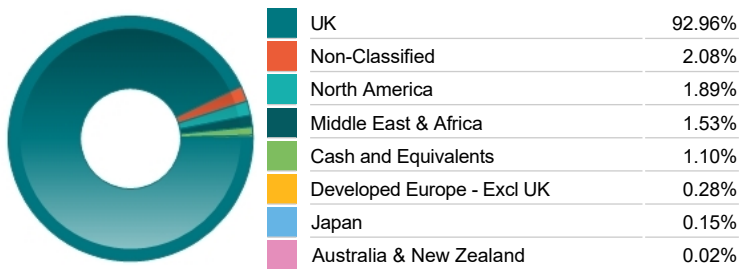 UK 92.96%
Non-Classified 2.08%
North America 1.89%
Middle East & Africa 1.53%
Cash and Equivalents 1.10%
Developed Europe - Excl UK 0.28%
Japan 0.15%
Australia & New Zealand 0.02%